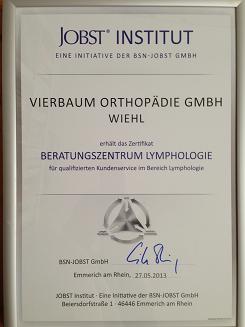 JOBST® INSTITUT
EINE INITIATIVE DER BSN-JOBST GMBH
VIERBAUM ORTHOPÄDIE GMBH
WIEHL
erhält das Zertifikat
BERATUNGSZENTRUM LYMPHOLOGIE
für qualifizierten Kundenservice im Bereich Lymphologie
BSN-JOBST GmbH
Emmerich am Rhein, 27.05.2013
JOBST Institut · Eine Initiative der BSN-JOBST GmbH
Beiersdorfstraße 1 · 46446 Emmerich am Rhein